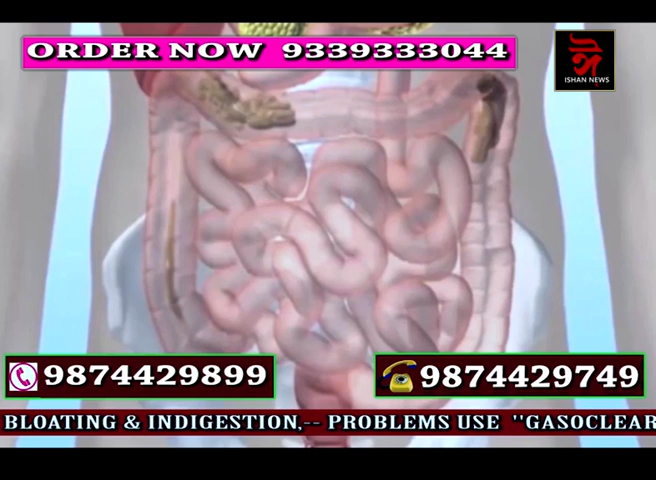 ORDER NOW 9339333044
ঈ
ISHAN NEWS
9874429899
9874429749
BLOATING & INDIGESTION,-- PROBLEMS USE "GASOCLEAR